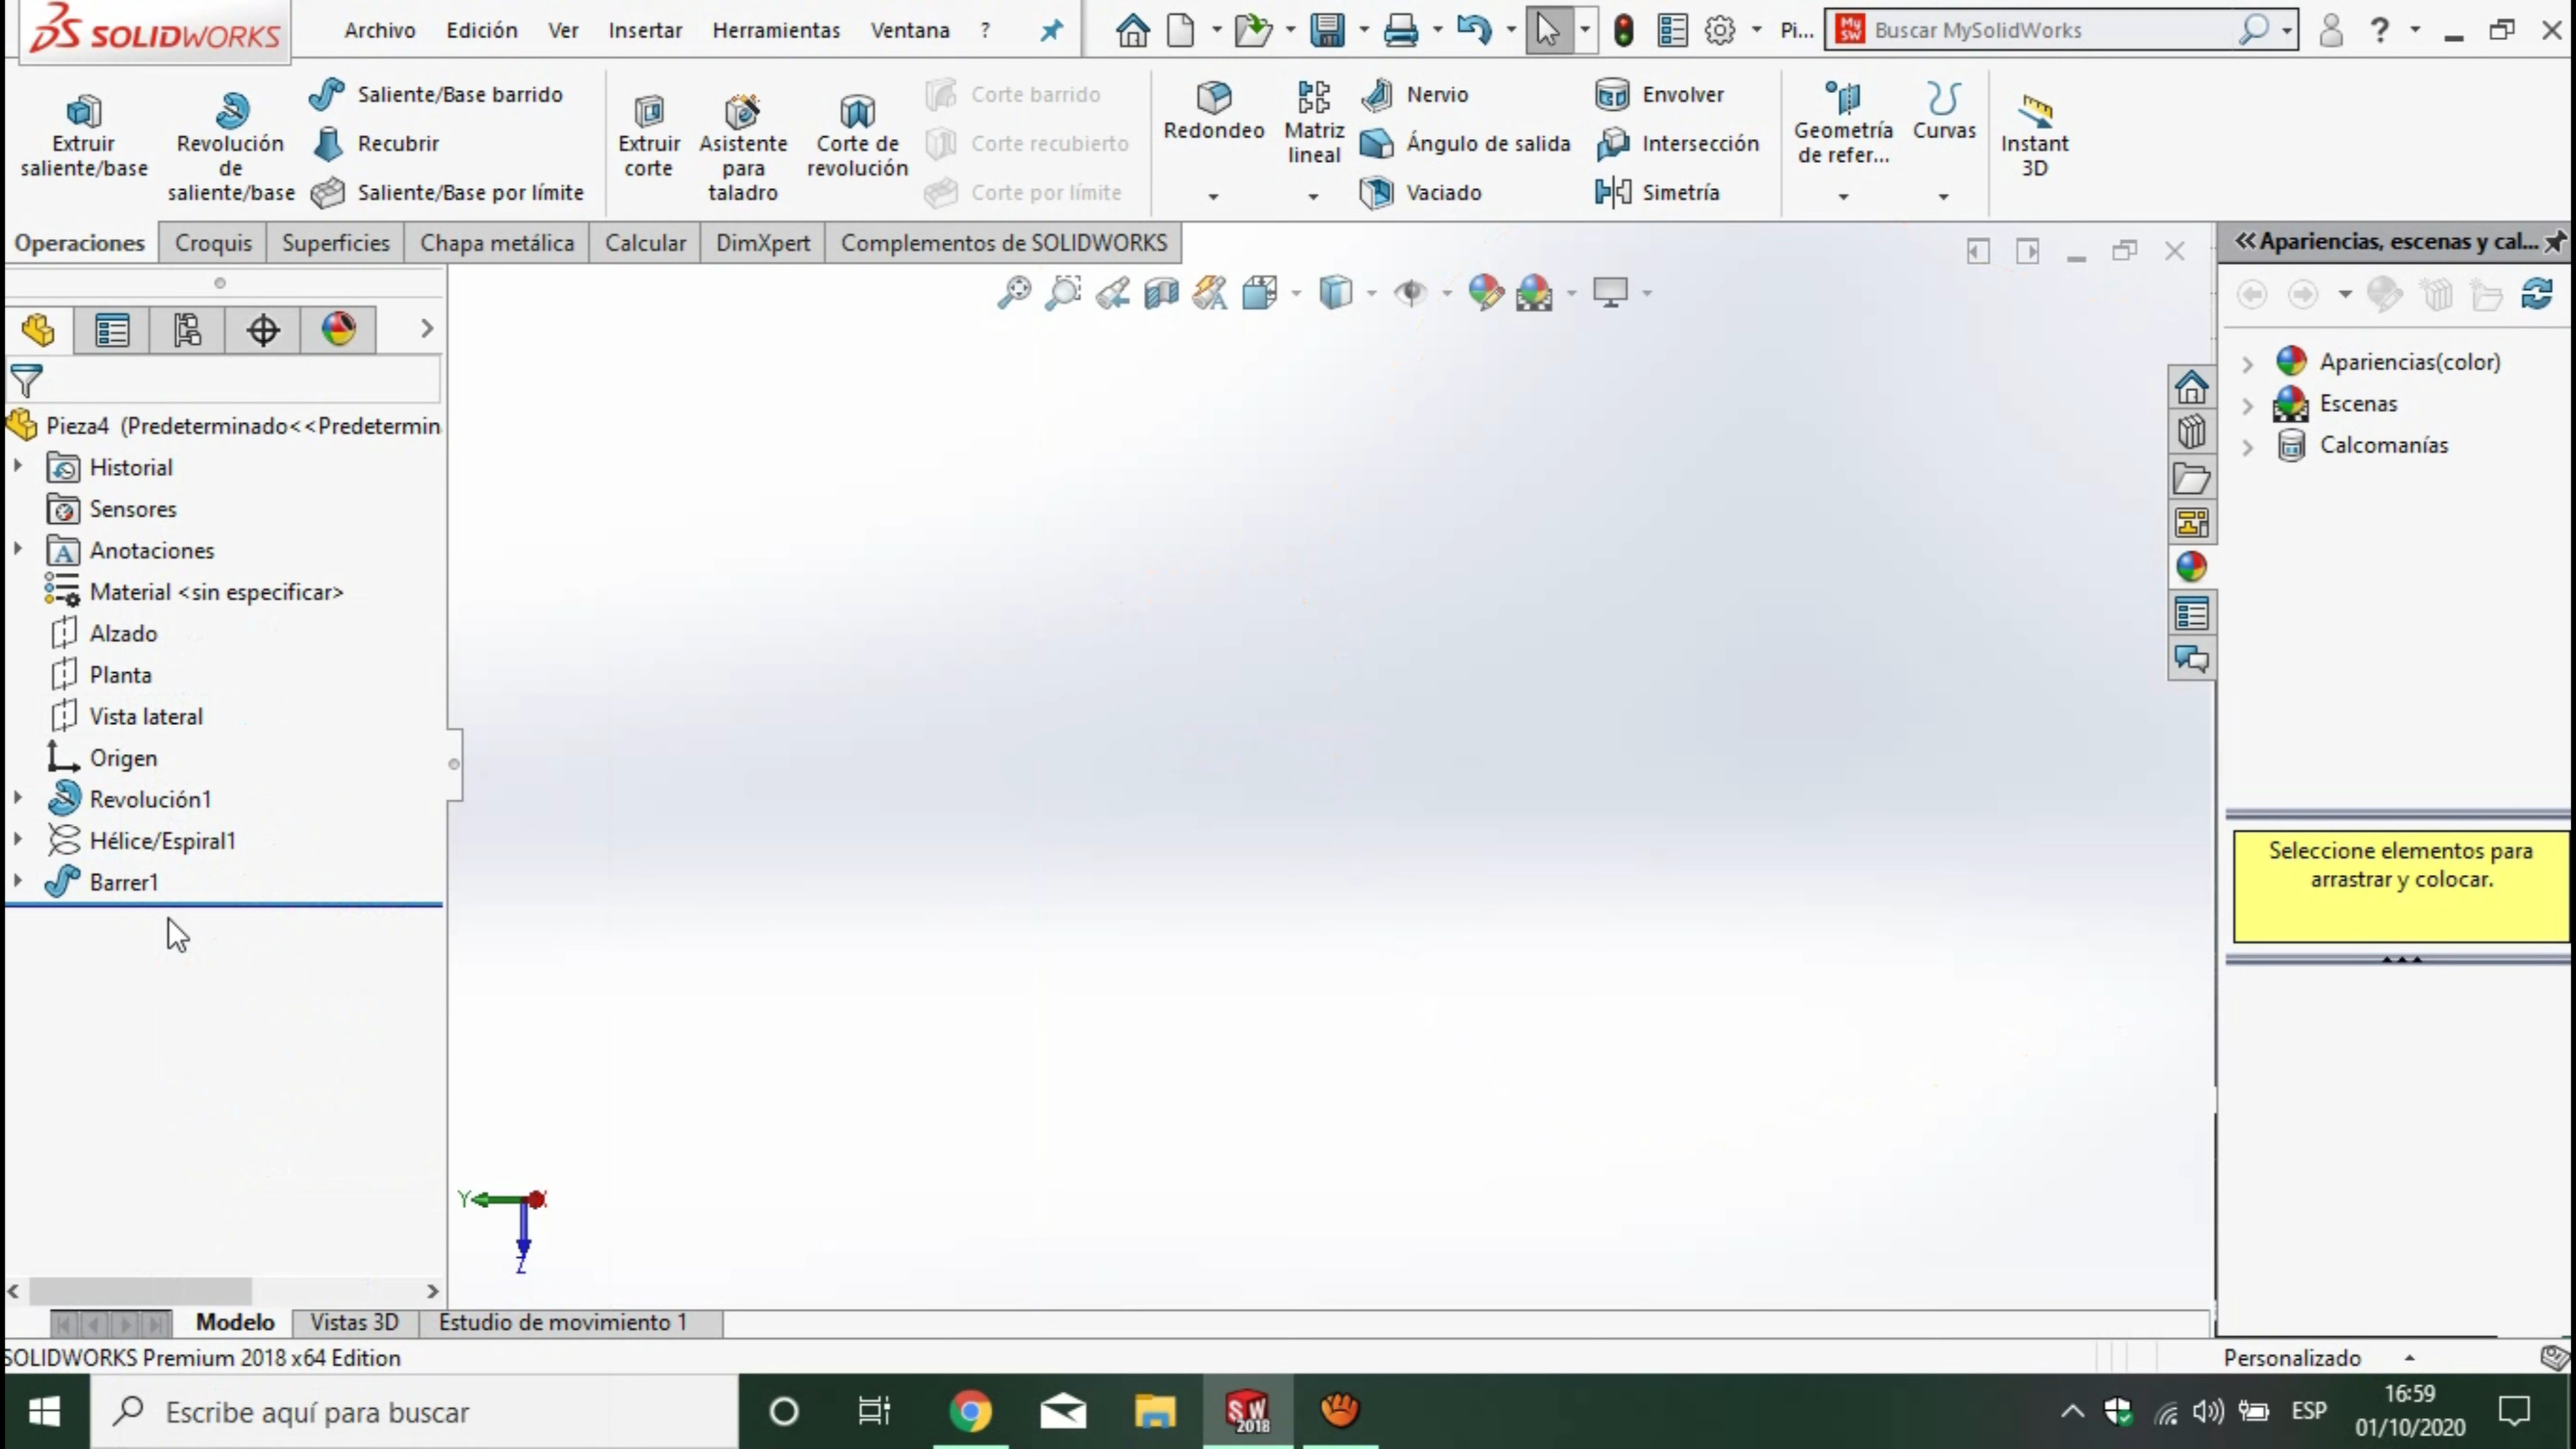 SOLIDWORKS
Archivo Edición Ver Insertar Herramientas Ventana ?
Pi...
Buscar MySolidWorks
?
Extruir saliente/base
Revolución de saliente/base
Saliente/Base barrido
Recubrir
Saliente/Base por límite
Extruir corte
Asistente para taladro
Corte de revolución
Corte barrido
Corte recubierto
Corte por límite
Redondeo
Matriz lineal
Nervio
Ángulo de salida
Vaciado
Envolver
Intersección
Simetría
Geometría de refer...
Curvas
Instant 3D
Operaciones Croquis Superficies Chapa metálica Calcular DimXpert Complementos de SOLIDWORKS
Pieza4 (Predeterminado<<Predetermin
Historial
Sensores
Anotaciones
Material <sin especificar>
Alzado
Planta
Vista lateral
Origen
Revolución1
Hélice/Espiral1
Barrer1
Y
Z
Apariencias, escenas y cal...
Apariencias(color)
Escenas
Calcomanías
Seleccione elementos para
arrastrar y colocar.
Modelo Vistas 3D Estudio de movimiento 1
SOLIDWORKS Premium 2018 x64 Edition
Personalizado
Escribe aquí para buscar
SW
2018
ESP
16:59
01/10/2020